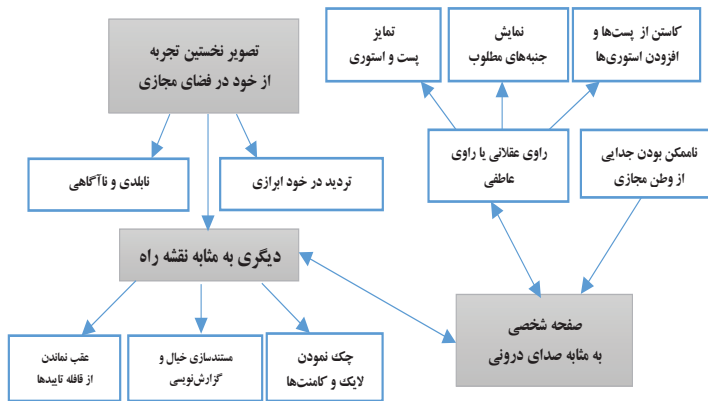 تصویر نخستین تجربه
از خود در فضای مجازی
کاستن از پست‌ها و
افزودن استوری‌ها
نمایش
جنبه‌های مطلوب
تمایز
پست و استوری
ناممکن بودن جدایی
از وطن مجازی
راوی عقلانی یا راوی
عاطفی
تردید در خود ابرازی
نابلدی و ناآگاهی
دیگری به مثابه نقشه راه
صفحه شخصی
به مثابه صدای درونی
چک نمودن
لایک و کامنت‌ها
مستندسازی خیال و
گزارش‌نویسی
عقب نماندن
از قافله تاییدها